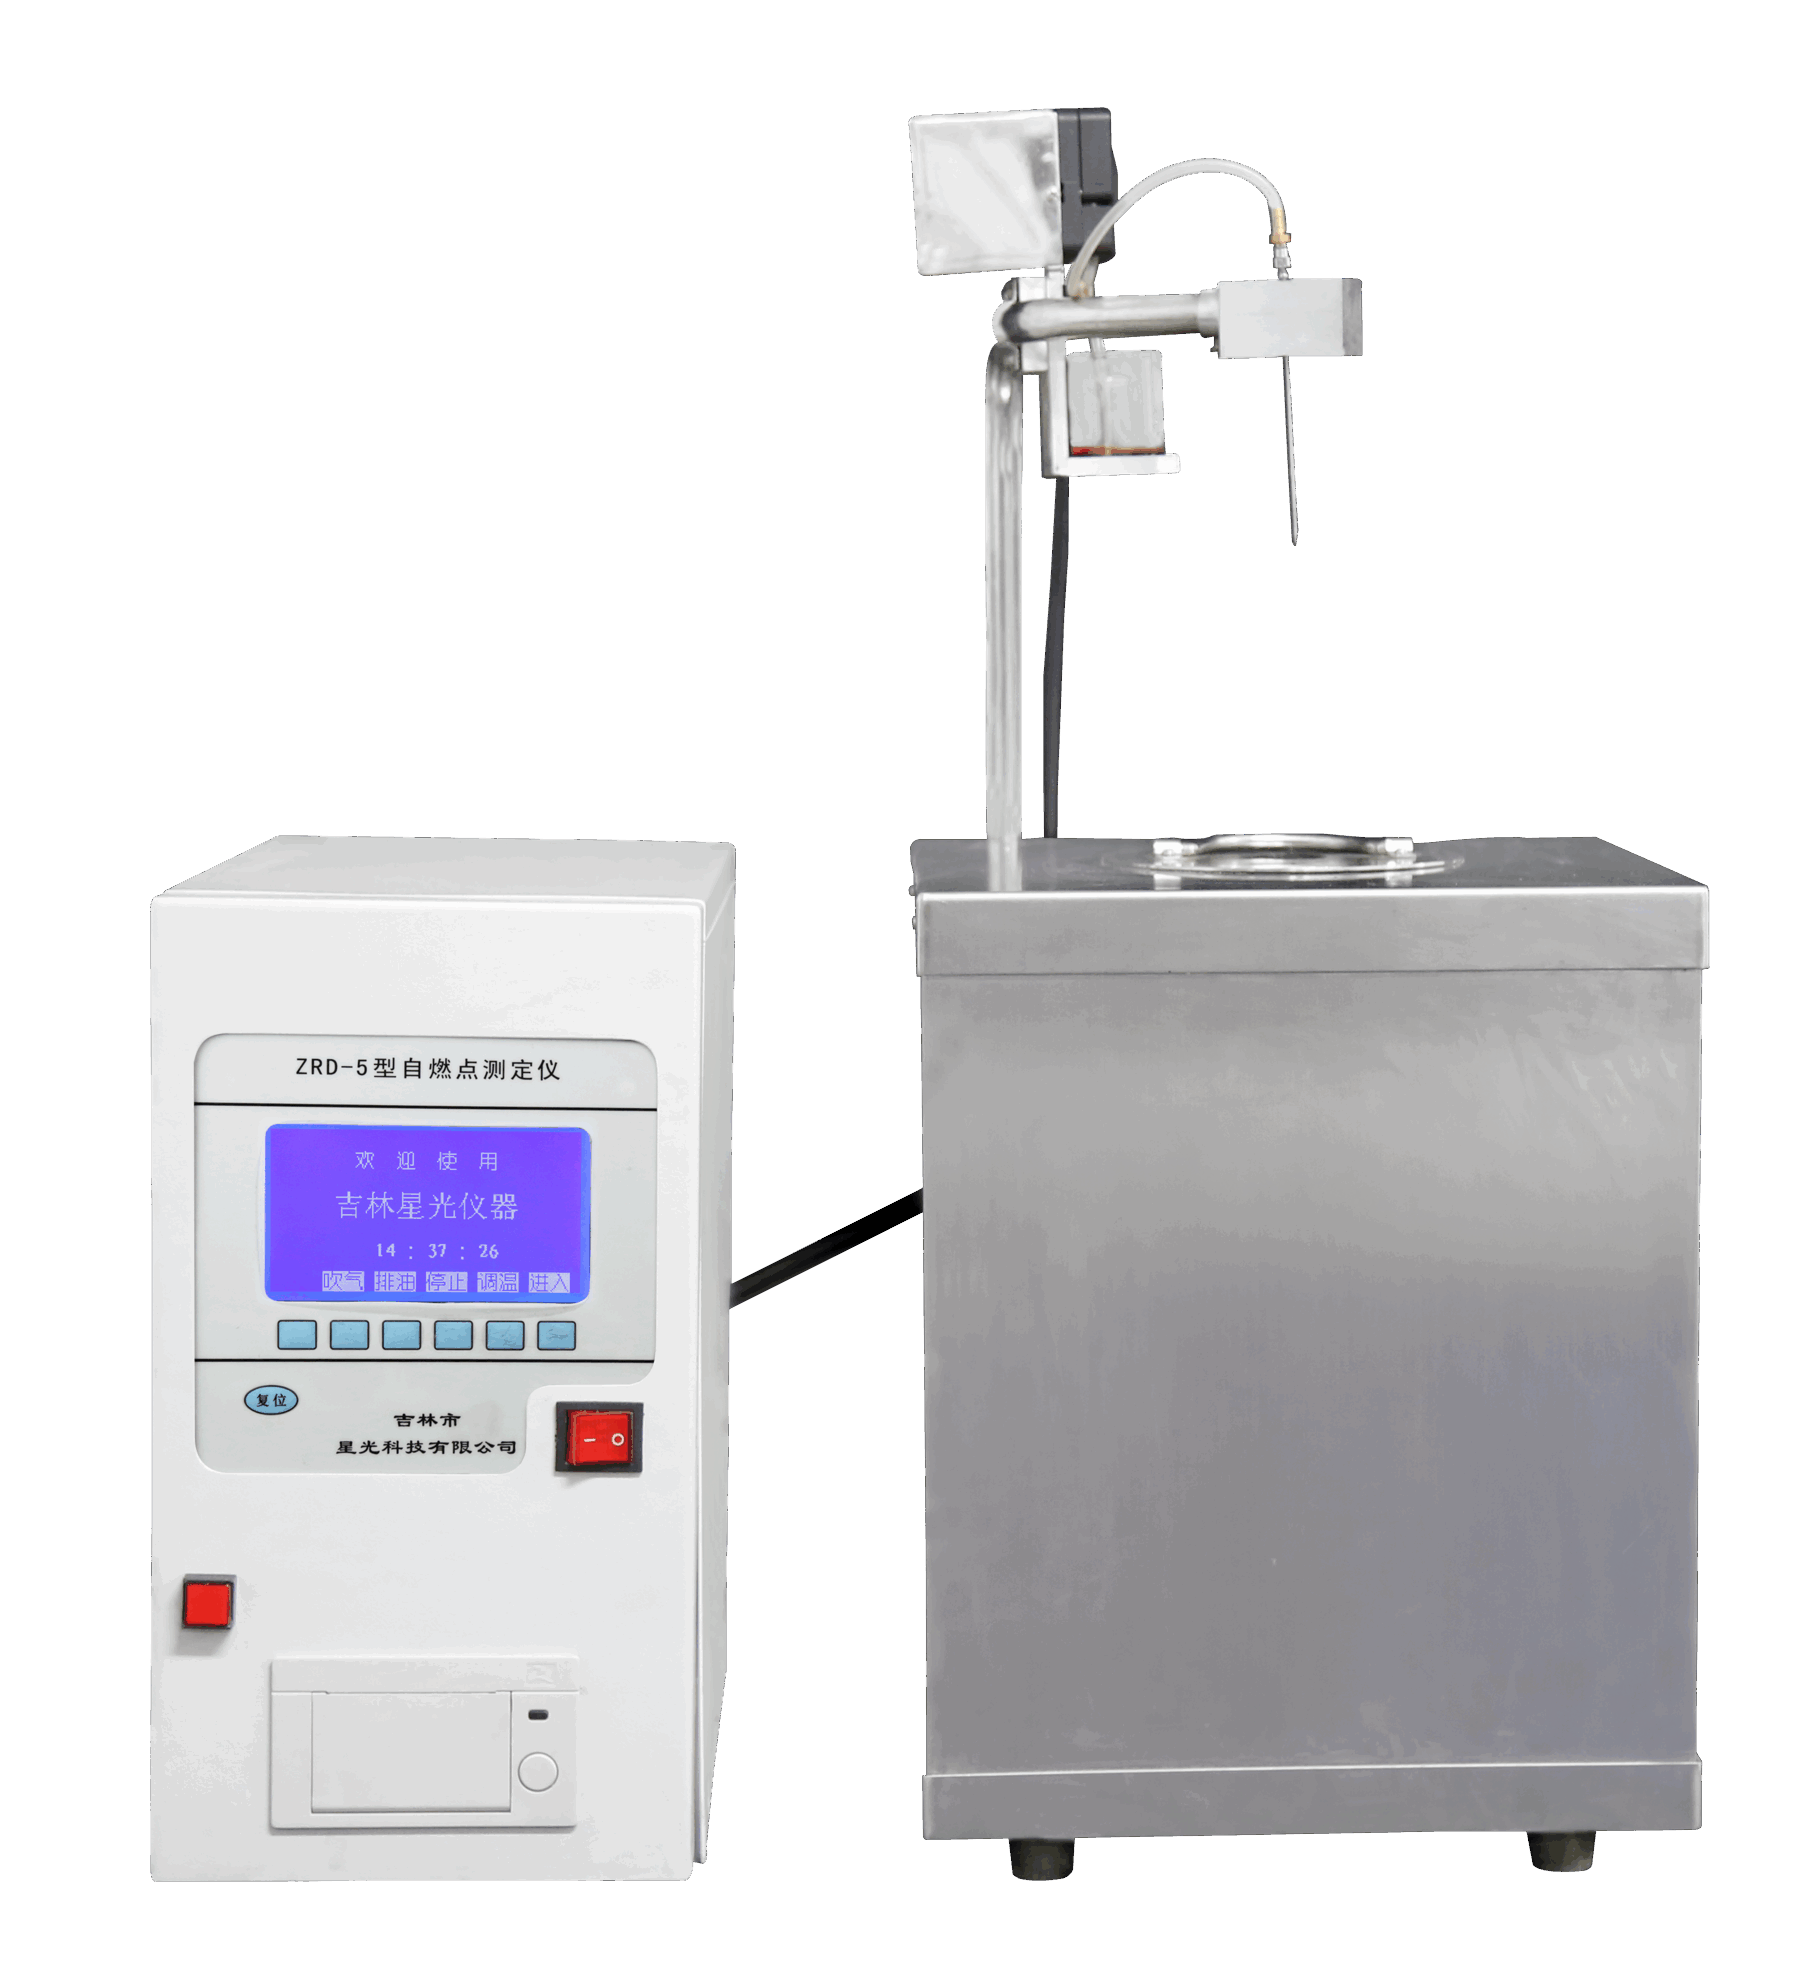 ZRD-5型自燃点测定仪
欢迎使用
吉林星光仪器
14 : 37 : 26
吹气 排油 停止 调温 进入
复位
吉林市
星光科技有限公司